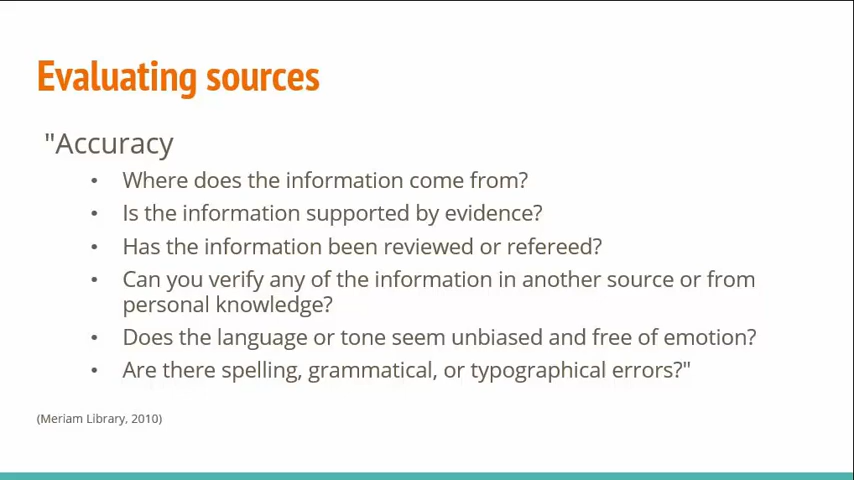 Evaluating sources
"Accuracy
• Where does the information come from?
• Is the information supported by evidence?
• Has the information been reviewed or refereed?
• Can you verify any of the information in another source or from
personal knowledge?
• Does the language or tone seem unbiased and free of emotion?
• Are there spelling, grammatical, or typographical errors?"
(Meriam Library, 2010)